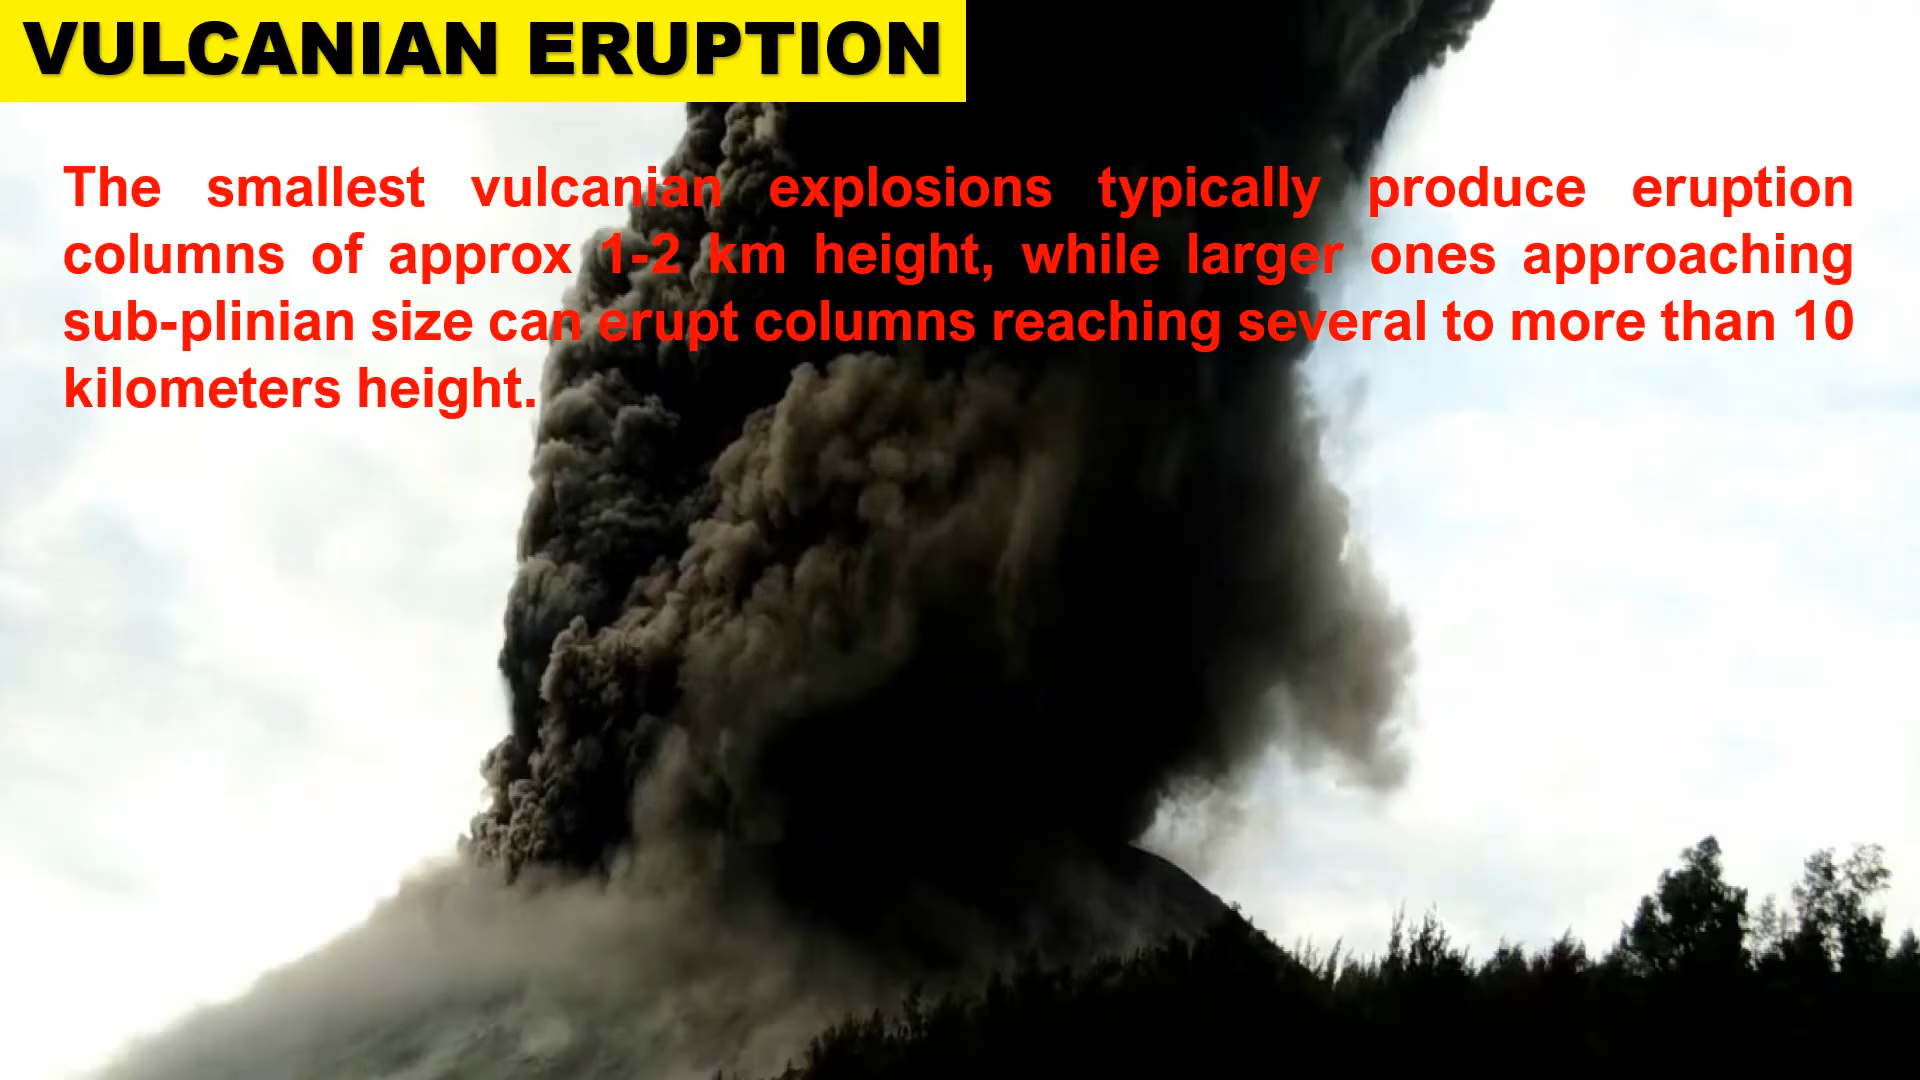 VULCANIAN ERUPTION
The smallest vulcanian explosions typically produce eruption
columns of approx 1-2 km height, while larger ones approaching
sub-plinian size can erupt columns reaching several to more than 10
kilometers height.